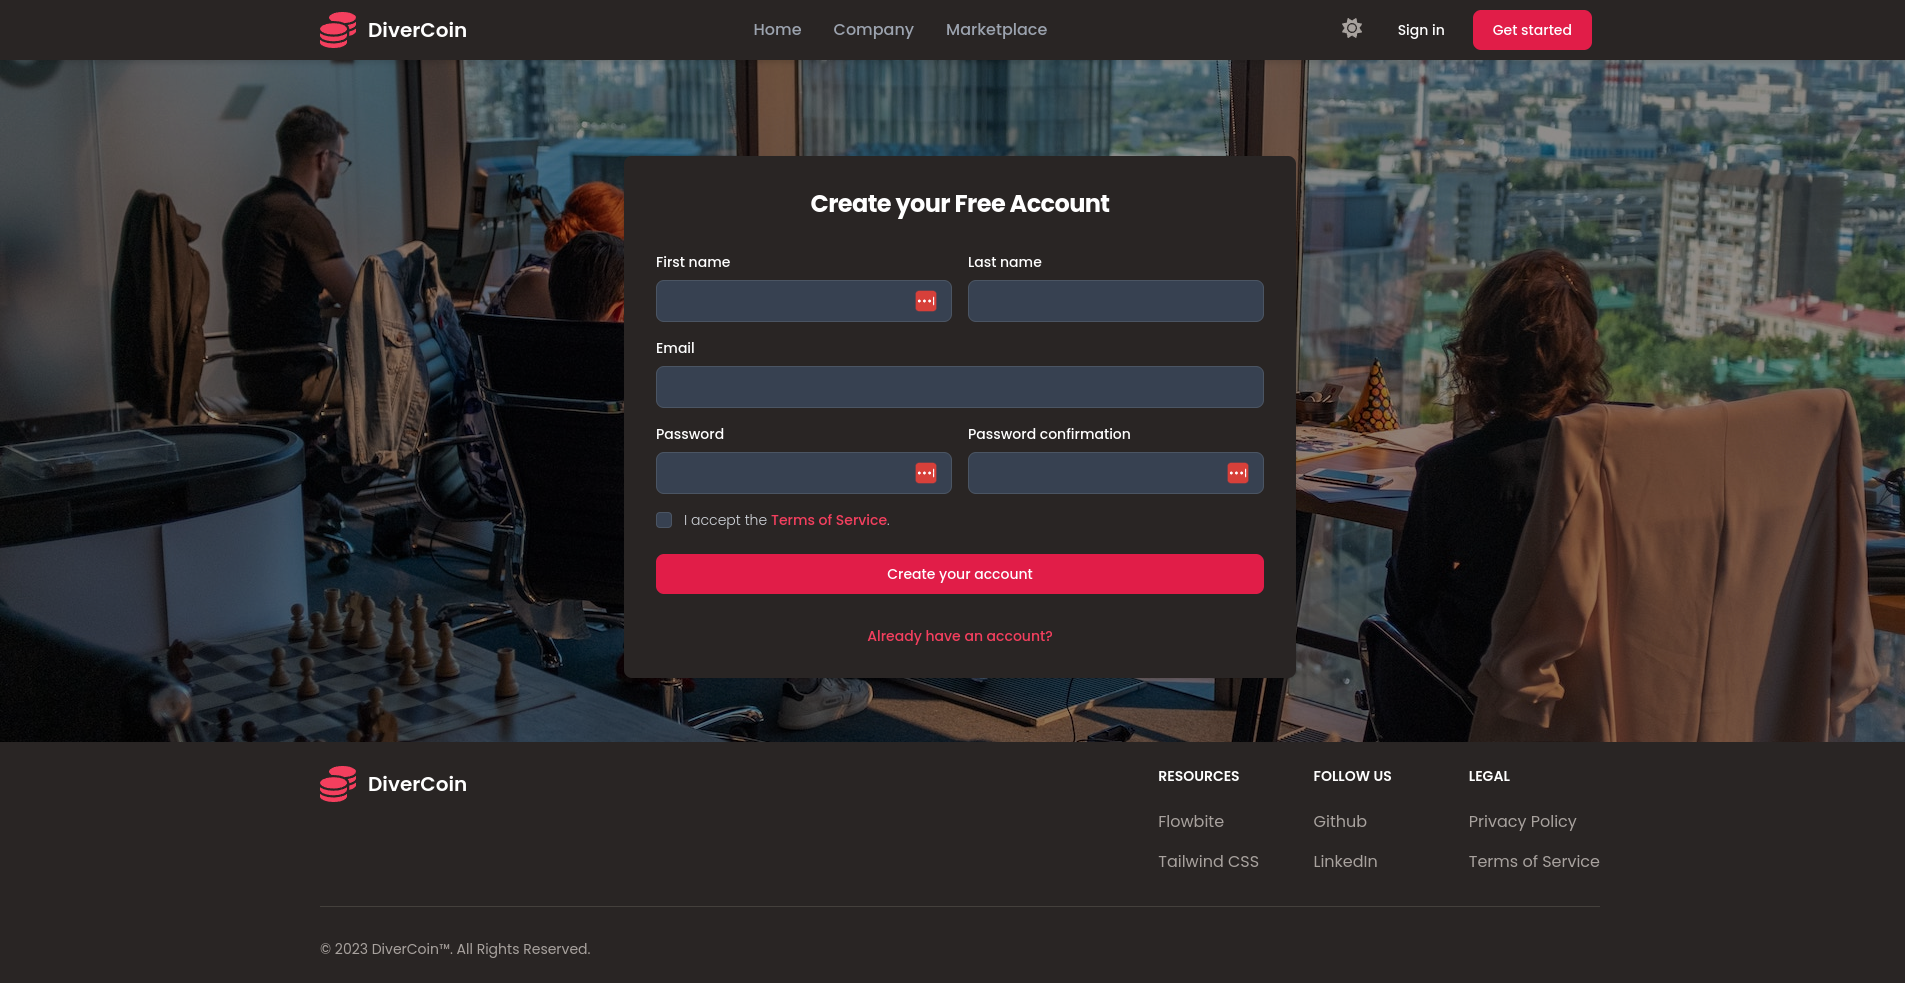 DiverCoin
Home
Company
Marketplace
Sign in
Get started
Create your Free Account
First name
Last name
Email
Password
Password confirmation
I accept the Terms of Service.
Create your account
Already have an account?
DiverCoin
RESOURCES
Flowbite
Tailwind CSS
FOLLOW US
Github
LinkedIn
LEGAL
Privacy Policy
Terms of Service
© 2023 DiverCoin™. All Rights Reserved.